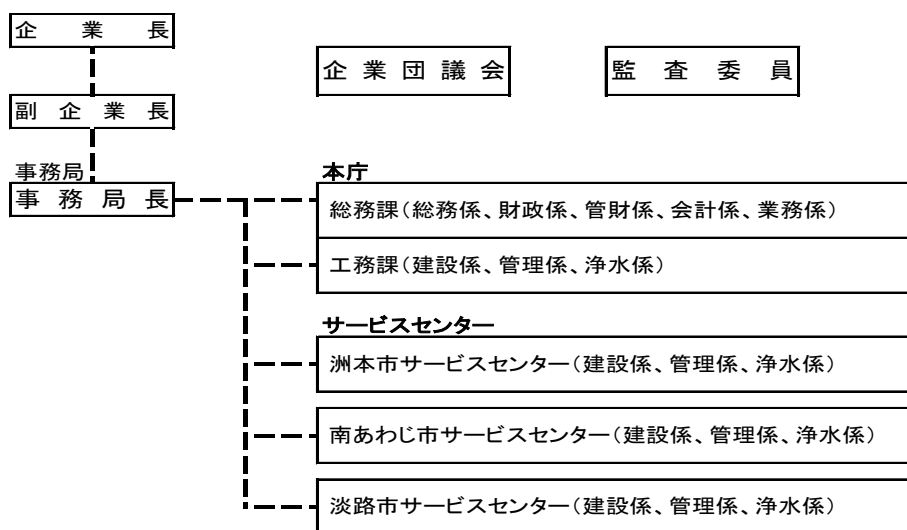 企業長
企業団議会
監査委員
副企業長
事務局
事務局長
本庁
総務課(総務係、財政係、管財係、会計係、業務係)
工務課(建設係、管理係、浄水係)
サービスセンター
洲本市サービスセンター(建設係、管理係、浄水係)
南あわじ市サービスセンター(建設係、管理係、浄水係)
淡路市サービスセンター(建設係、管理係、浄水係)